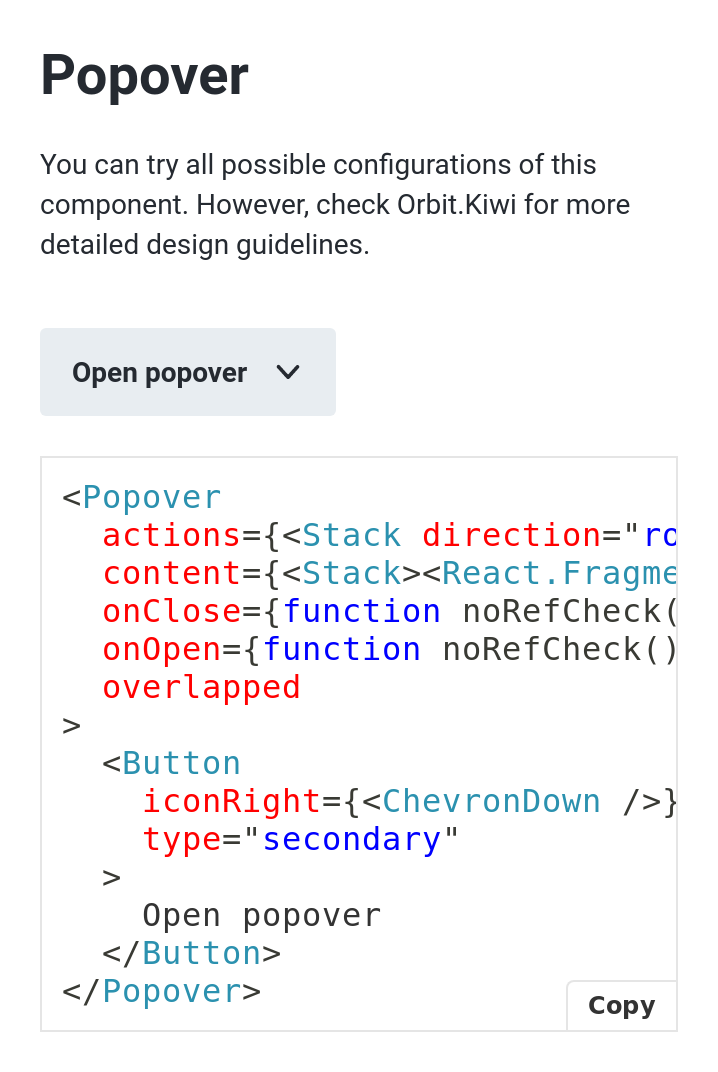 Popover
You can try all possible configurations of this
component. However, check Orbit.Kiwi for more
detailed design guidelines.
Open popover
<Popover
  actions={<Stack direction="ro
  content={<Stack><React.Fragme
  onClose={function noRefCheck(
  onOpen={function noRefCheck()
  overlapped
>
  <Button
    iconRight={<ChevronDown />}
    type="secondary"
  >
    Open popover
  </Button>
</Popover>
Copy